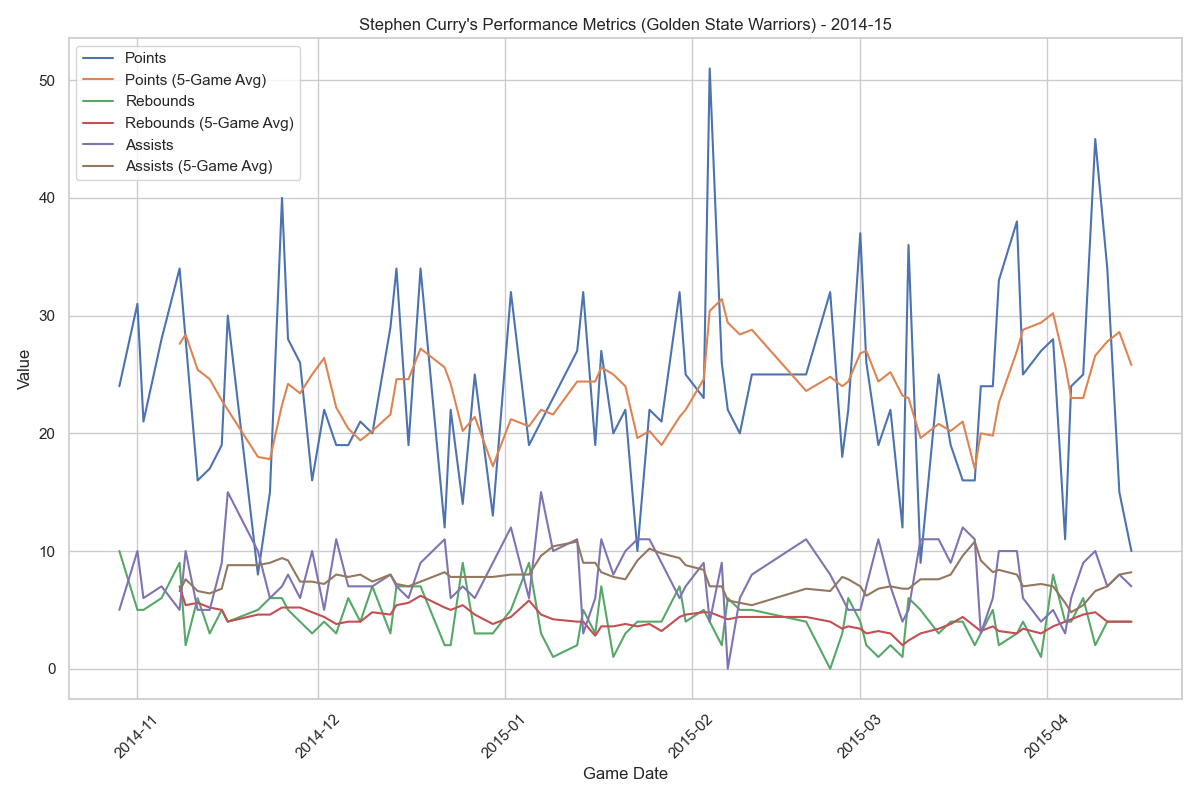 Stephen Curry's Performance Metrics (Golden State Warriors) - 2014-15
Points
Points (5-Game Avg)
Rebounds
Rebounds (5-Game Avg)
Assists
Assists (5-Game Avg)
50
40
30
20
10
0
Value
2014-11
2014-12
2015-01
2015-02
2015-03
2015-04
Game Date